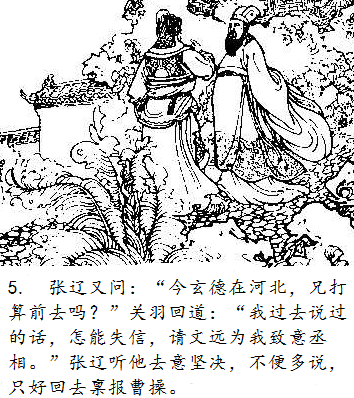 5. 张辽又问：“今玄德在河北，兄打
算前去吗？”关羽回道：“我过去说过
的话，怎能失信，请文远为我致意丞
相。”张辽听他去意坚决，不便多说，
只好回去禀报曹操。